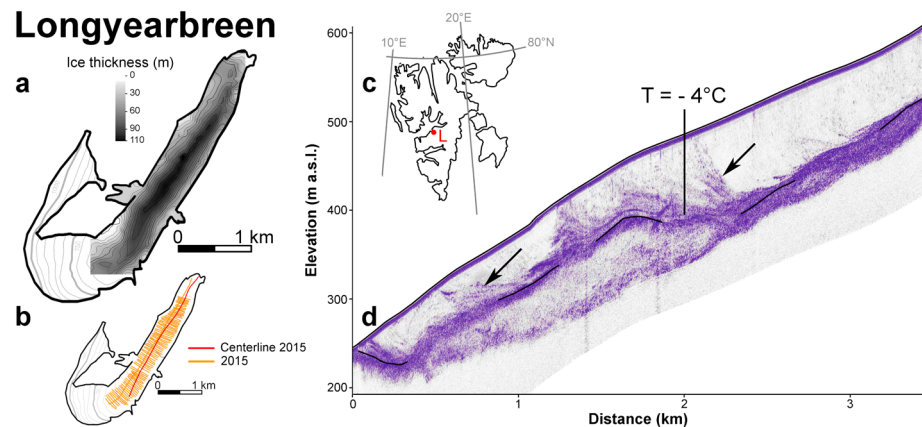 Longyearbreen
a
Ice thickness (m)
0
30
60
90
110
0 1 km
b
Centerline 2015
2015
0 1 km
c
10°E
20°E
80°N
L
d
T = - 4°C
Elevation (m a.s.l.)
600
500
400
300
200
0 1 2 3
Distance (km)